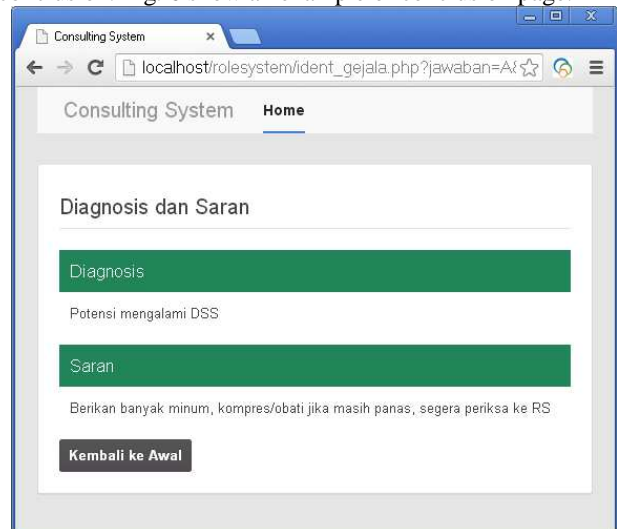 Consulting System
localhost/rolesystem/ident_gejala.php?jawaban=A
Consulting System Home
Diagnosis dan Saran
Diagnosis
Potensi mengalami DSS
Saran
Berikan banyak minum, kompres/obati jika masih panas, segera periksa ke RS
Kembali ke Awal